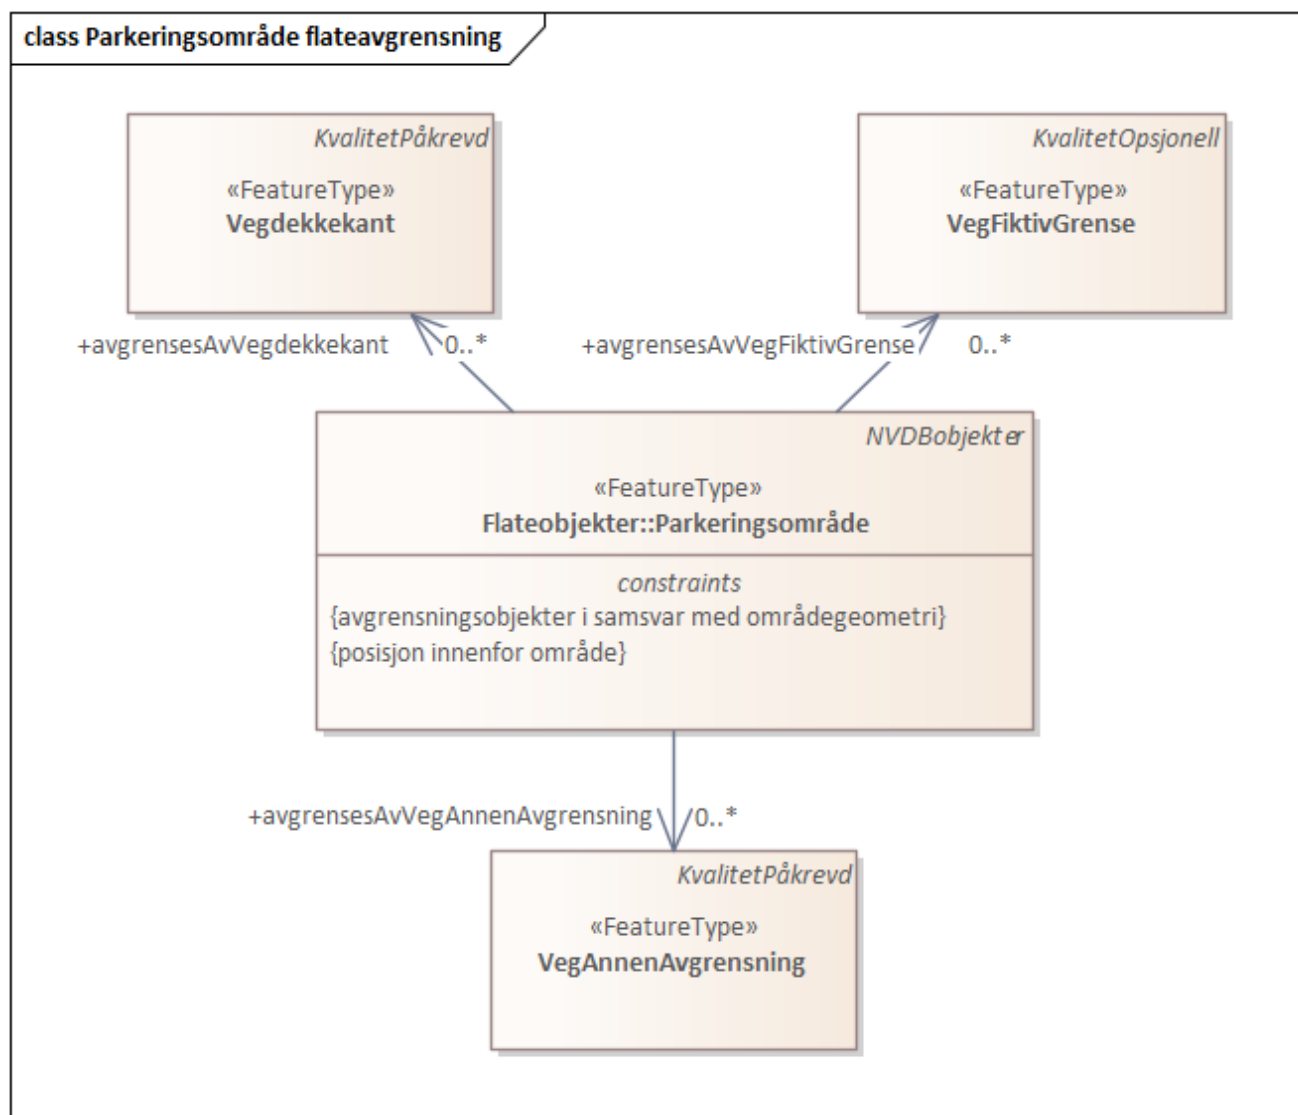 class Parkeringsområde flateavgrensning
KvalitetPåkrevd
«FeatureType»
Vegdekkekant
KvalitetOpsjonell
«FeatureType»
VegFiktivGrense
+avgrensesAvVegdekkekant
0..*
+avgrensesAvVegFiktivGrense
0..*
NVDBobjekter
«FeatureType»
Flateobjekter::Parkeringsområde
constraints
{avgrensningsobjekter i samsvar med områdegeometri}
{posisjon innenfor område}
+avgrensesAvVegAnnenAvgrensning
0..*
KvalitetPåkrevd
«FeatureType»
VegAnnenAvgrensning